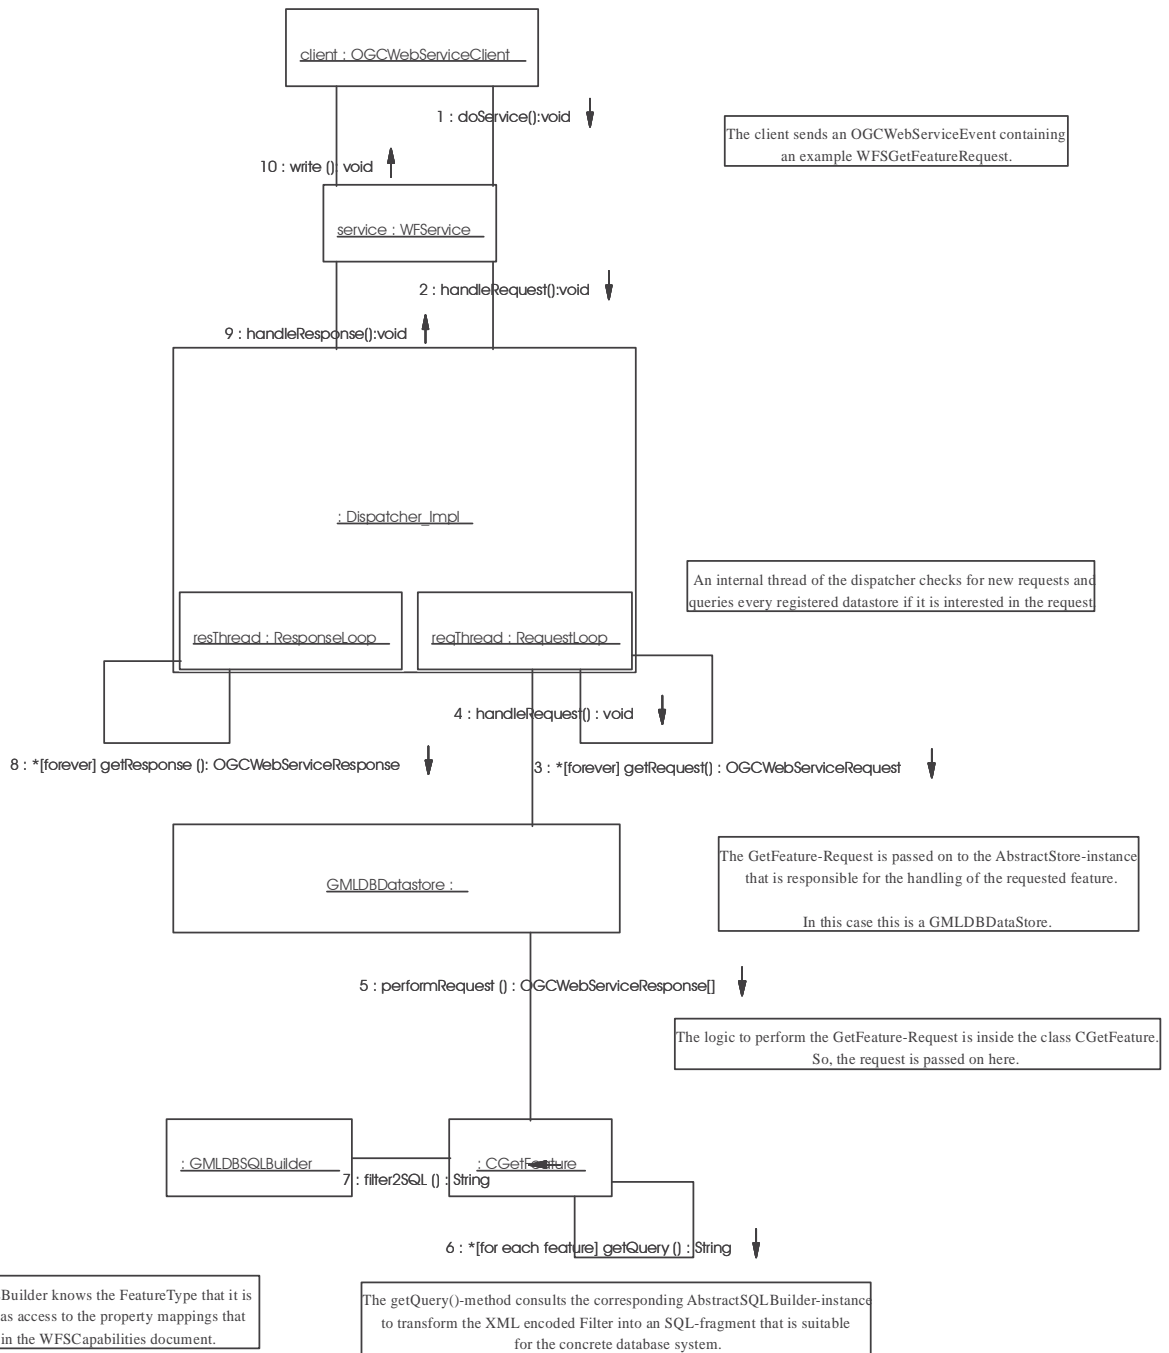 client : OGCWebServiceClient
1 : doService():void
The client sends an OGCWebServiceEvent containing
an example WFSGetFeatureRequest.
10 : write (): void
service : WFService
2 : handleRequest():void
9 : handleResponse():void
: Dispatcher_Impl
An internal thread of the dispatcher checks for new requests and
queries every registered datastore if it is interested in the request.
resThread : ResponseLoop
reqThread : RequestLoop
4 : handleRequest() : void
8 : *[forever] getResponse (): OGCWebServiceResponse
3 : *[forever] getRequest() : OGCWebServiceRequest
The GetFeature-Request is passed on to the AbstractStore-instance
that is responsible for the handling of the requested feature.
In this case this is a GMLDBDataStore.
GMLDBDatastore :
5 : performRequest () : OGCWebServiceResponse[]
The logic to perform the GetFeature-Request is inside the class CGetFeature.
So, the request is passed on here.
: GMLDBSQLBuilder
: CGetFeature
7 : filter2SQL () : String
6 : *[for each feature] getQuery () : String
Builder knows the FeatureType that it is
as access to the property mappings that
in the WFSCapabilities document.
The getQuery()-method consults the corresponding AbstractSQLBuilder-instance
to transform the XML encoded Filter into an SQL-fragment that is suitable
for the concrete database system.